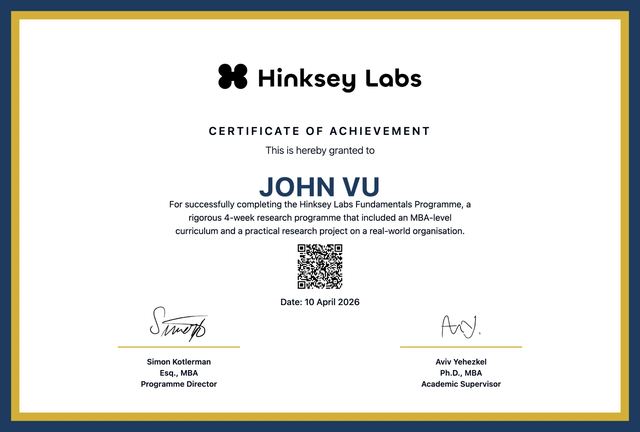 Hinksey Labs
CERTIFICATE OF ACHIEVEMENT
This is hereby granted to
JOHN VU
For successfully completing the Hinksey Labs Fundamentals Programme, a
rigorous 4-week research programme that included an MBA-level
curriculum and a practical research project on a real-world organisation.
Date: 10 April 2026
Simon Kotlerman
Esq., MBA
Programme Director
Aviv Yehezkel
Ph.D., MBA
Academic Supervisor